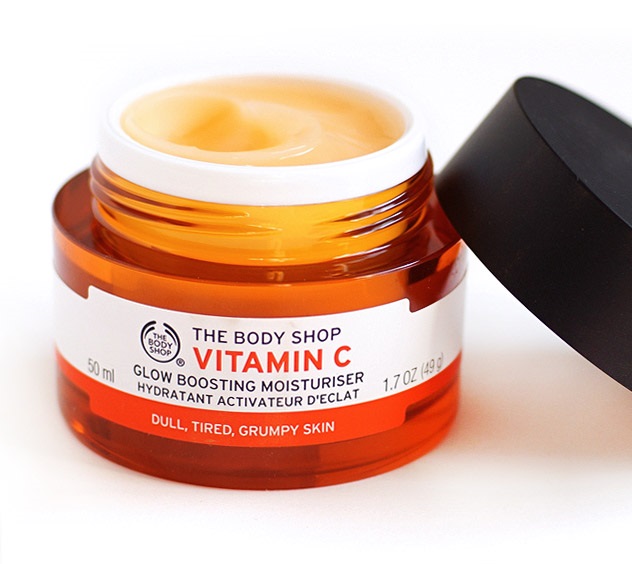 THE
BODY
SHOP
®
THE BODY SHOP
VITAMIN C
GLOW BOOSTING MOISTURISER
HYDRATANT ACTIVATEUR D'ECLAT
50 ml
1.7 OZ (49 g)
DULL, TIRED, GRUMPY SKIN